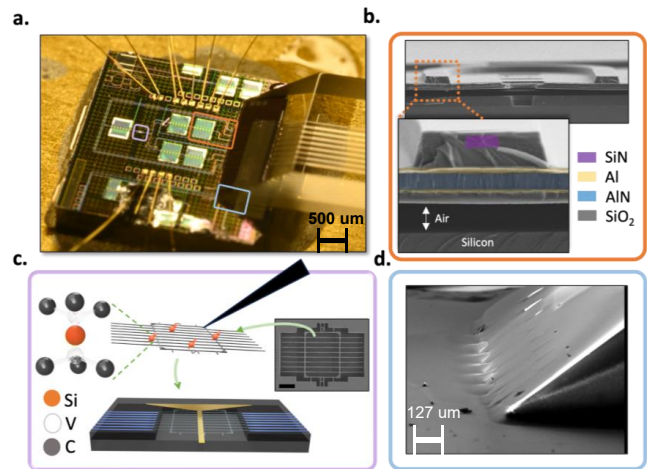 a.
500 um
b.
SiN
Al
AlN
SiO₂
Air
Silicon
c.
Si
V
C
d.
127 um